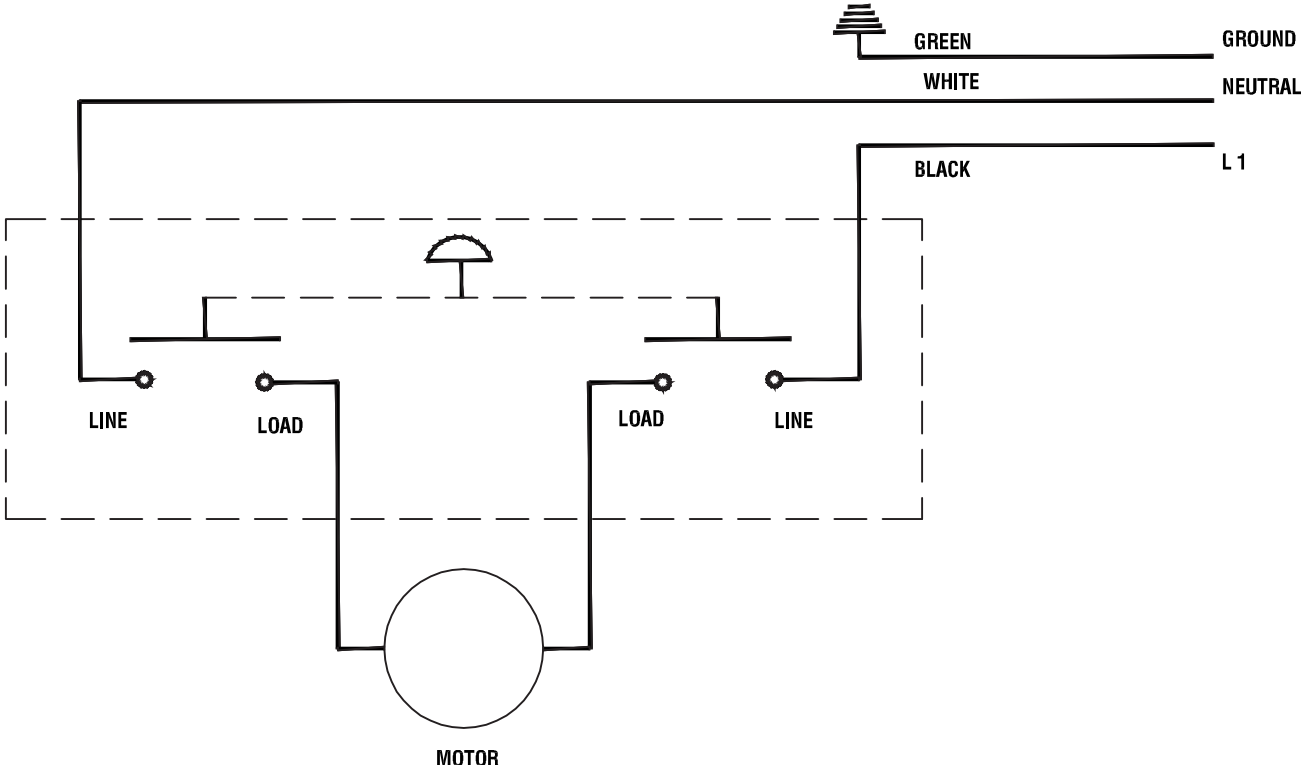 GREEN
GROUND
WHITE
NEUTRAL
BLACK
L 1
LINE
LOAD
LOAD
LINE
MOTOR